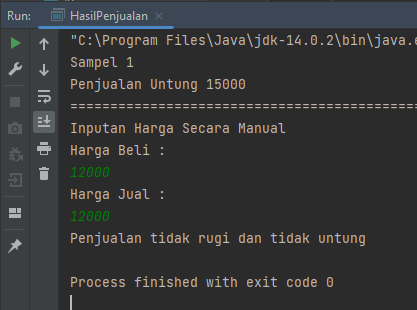 Run: HasilPenjualan
"C:\Program Files\Java\jdk-14.0.2\bin\java.e
Sampel 1
Penjualan Untung 15000
================================================
Inputan Harga Secara Manual
Harga Beli :
12000
Harga Jual :
12000
Penjualan tidak rugi dan tidak untung
Process finished with exit code 0